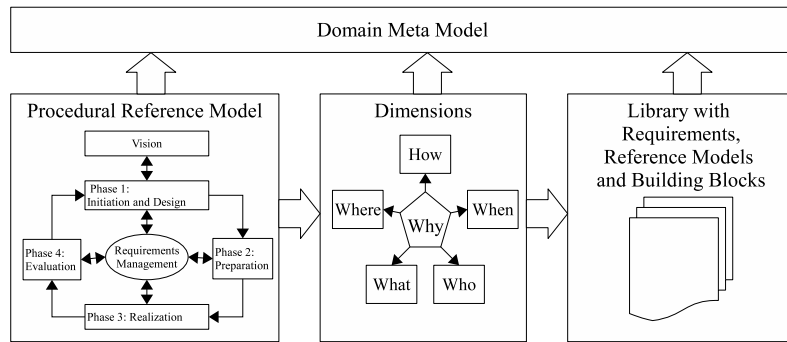 Domain Meta Model
Procedural Reference Model
Vision
Phase 1:
Initiation and Design
Phase 4:
Evaluation
Requirements
Management
Phase 2:
Preparation
Phase 3: Realization
Dimensions
How
Where
Why
When
What
Who
Library with
Requirements,
Reference Models
and Building Blocks